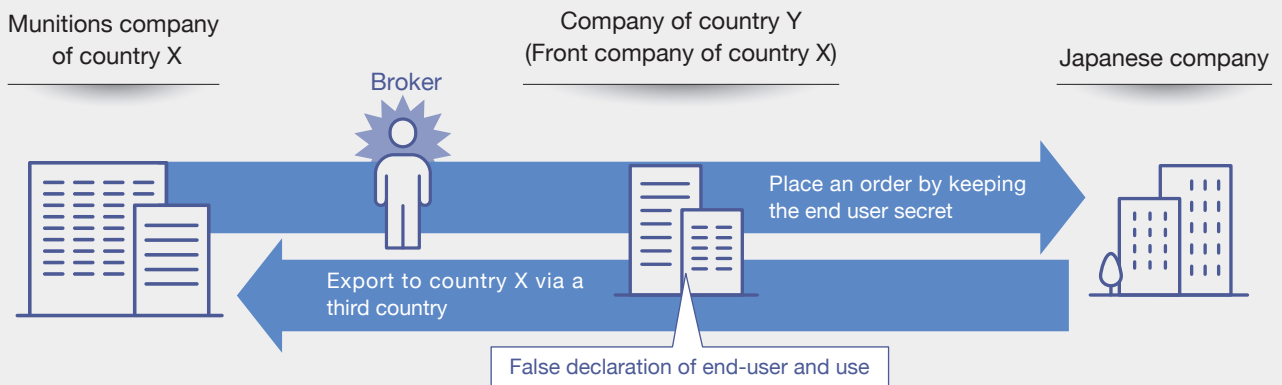 Munitions company
of country X
Company of country Y
(Front company of country X)
Japanese company
Broker
Place an order by keeping
the end user secret
Export to country X via a
third country
False declaration of end-user and use